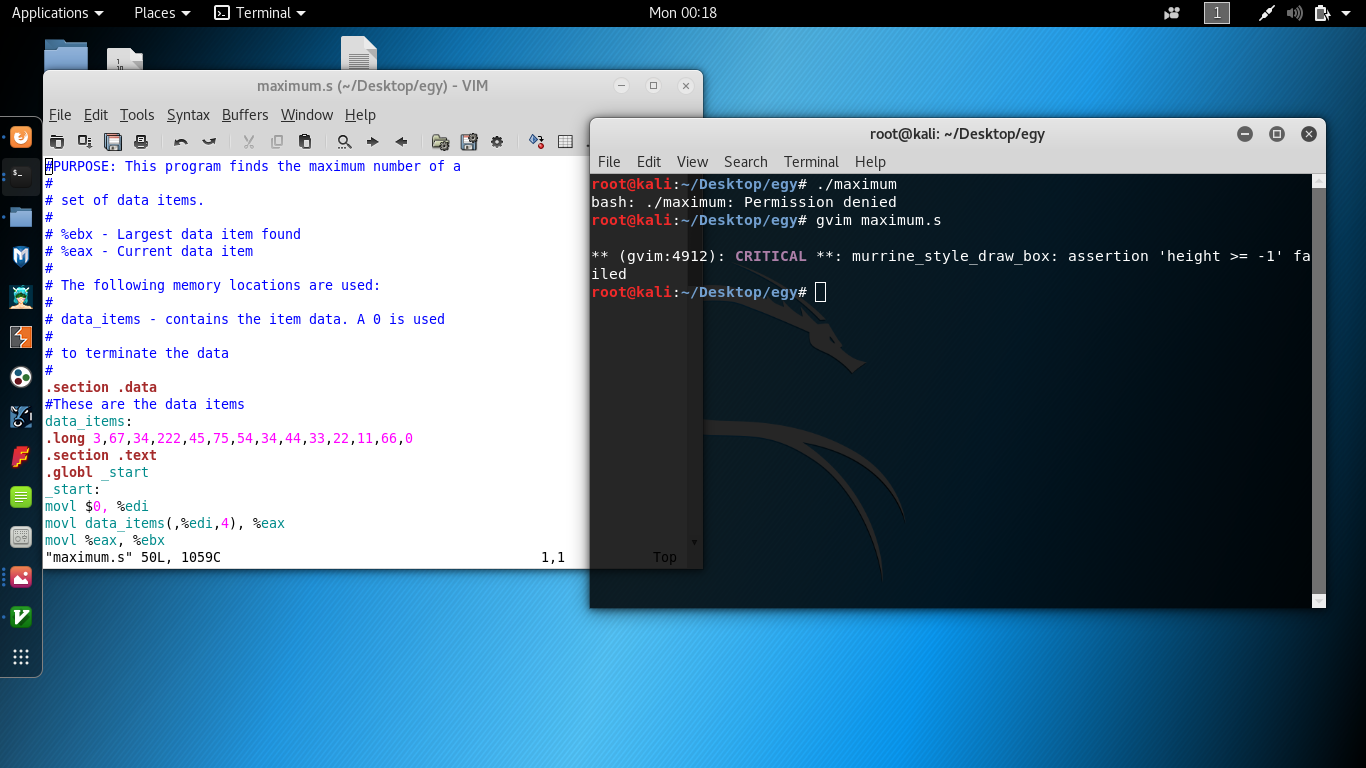 Applications Places Terminal Mon 00:18 1
maximum.s (~/Desktop/egy) - VIM
File Edit Tools Syntax Buffers Window Help
#PURPOSE: This program finds the maximum number of a
#
# set of data items.
#
# %ebx - Largest data item found
# %eax - Current data item
#
# The following memory locations are used:
#
# data_items - contains the item data. A 0 is used
#
# to terminate the data
#
.section .data
#These are the data items
data_items:
.long 3,67,34,222,45,75,54,34,44,33,22,11,66,0
.section .text
.globl _start
_start:
movl $0, %edi
movl data_items(,%edi,4), %eax
movl %eax, %ebx
"maximum.s" 50L, 1059C 1,1 Top
root@kali: ~/Desktop/egy
File Edit View Search Terminal Help
root@kali:~/Desktop/egy# ./maximum
bash: ./maximum: Permission denied
root@kali:~/Desktop/egy# gvim maximum.s
** (gvim:4912): CRITICAL **: murrine_style_draw_box: assertion 'height >= -1' fa
iled
root@kali:~/Desktop/egy#